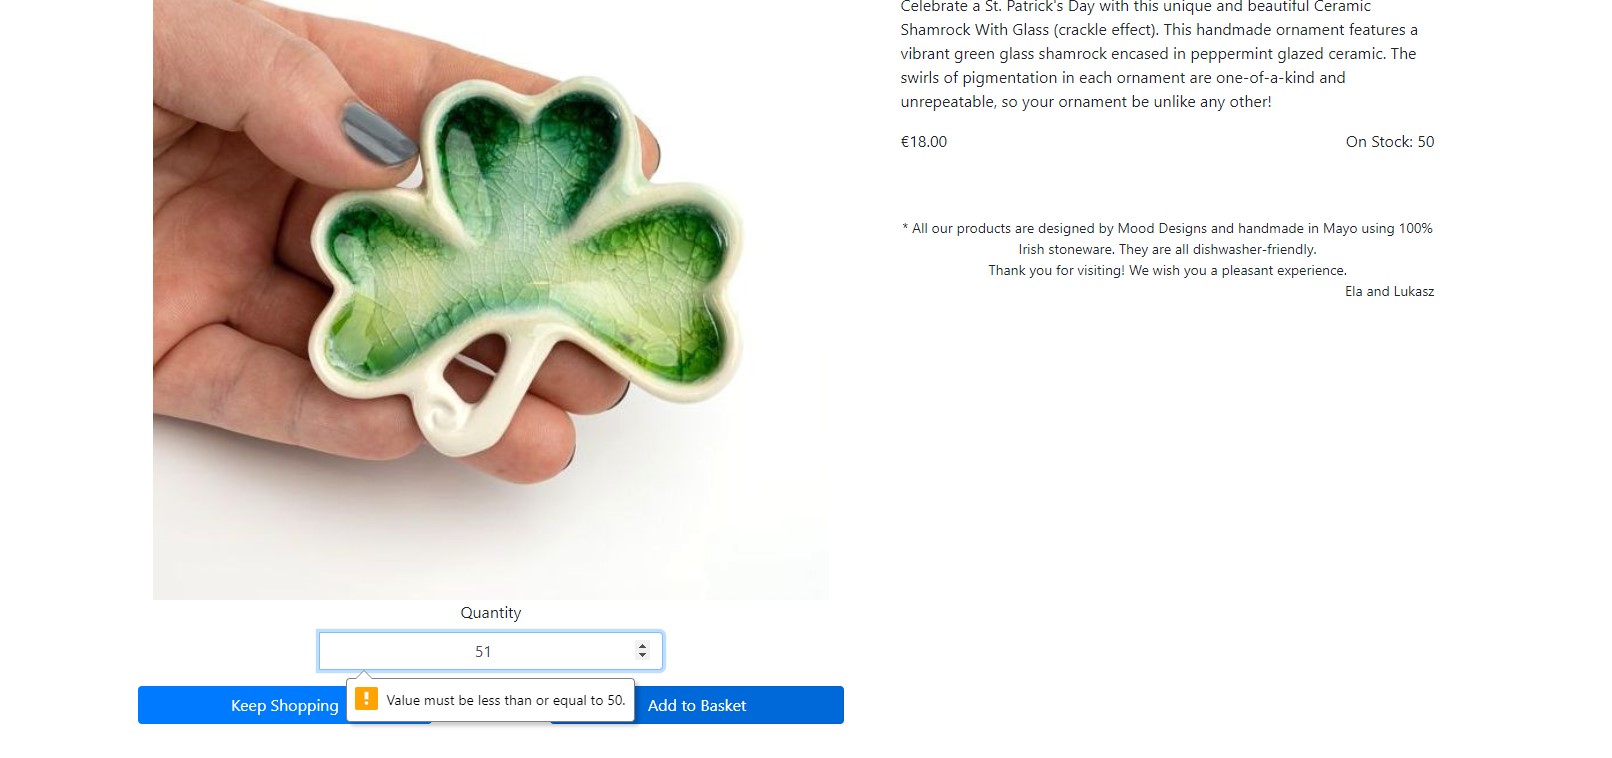 Celebrate a St. Patrick's Day with this unique and beautiful Ceramic
Shamrock With Glass (crackle effect). This handmade ornament features a
vibrant green glass shamrock encased in peppermint glazed ceramic. The
swirls of pigmentation in each ornament are one-of-a-kind and
unrepeatable, so your ornament be unlike any other!
€18.00 On Stock: 50
* All our products are designed by Mood Designs and handmade in Mayo using 100%
Irish stoneware. They are all dishwasher-friendly.
Thank you for visiting! We wish you a pleasant experience.
Ela and Lukasz
Quantity
51
Value must be less than or equal to 50.
Keep Shopping
Add to Basket